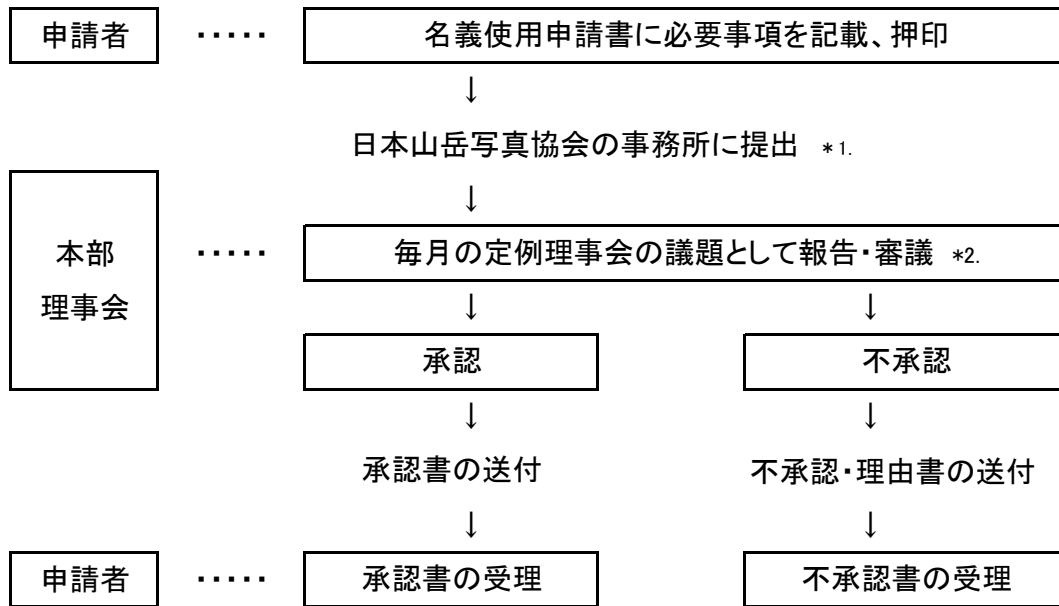 申請者 ・・・・・ 名義使用申請書に必要事項を記載、押印
↓
日本山岳写真協会の事務所に提出 *1.
↓
本部
理事会 ・・・・・ 毎月の定例理事会の議題として報告・審議 *2.
↓ ↓
承認 不承認
↓ ↓
承認書の送付 不承認・理由書の送付
↓ ↓
申請者 ・・・・・ 承認書の受理 不承認書の受理